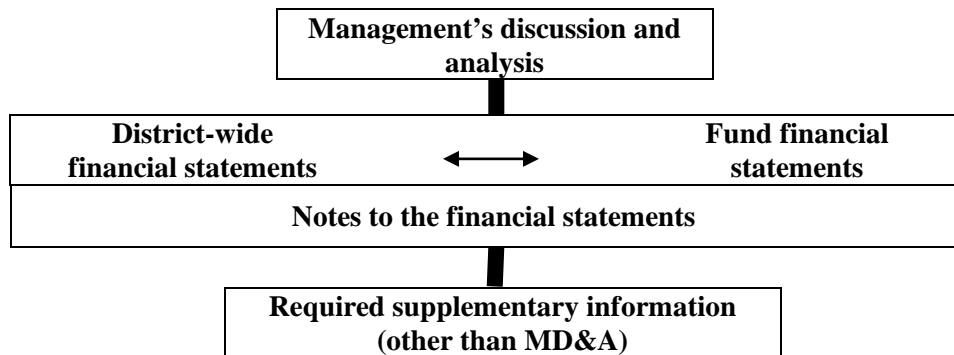 Management’s discussion and
analysis
District-wide
financial statements
Fund financial
statements
Notes to the financial statements
Required supplementary information
(other than MD&A)